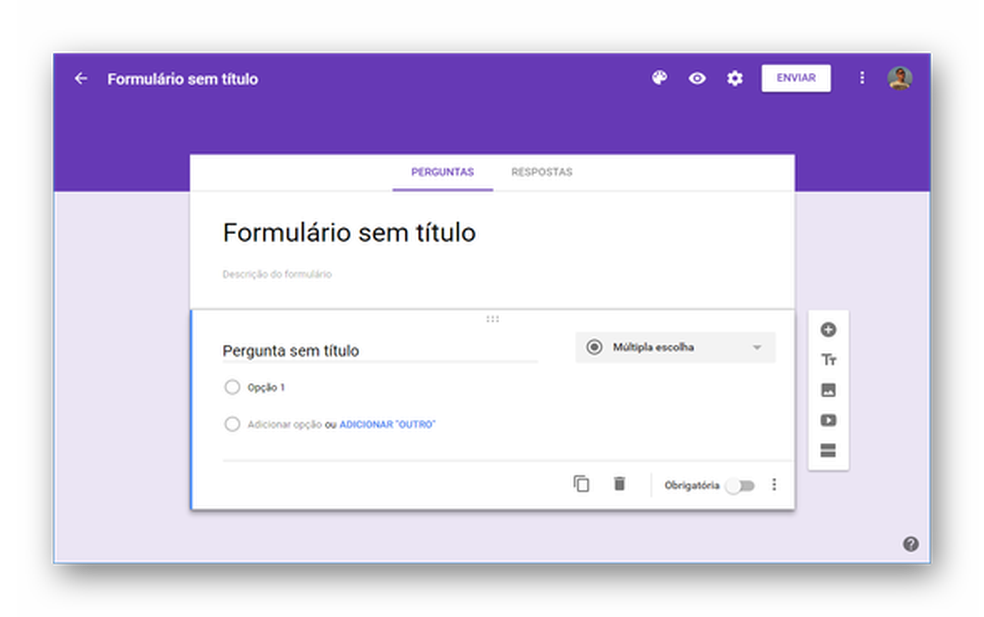 Formulário sem título
ENVIAR
PERGUNTAS RESPOSTAS
Formulário sem título
Descrição do formulário
Pergunta sem título
Múltipla escolha
Opção 1
Adicionar opção ou ADICIONAR "OUTRO"
Obrigatória